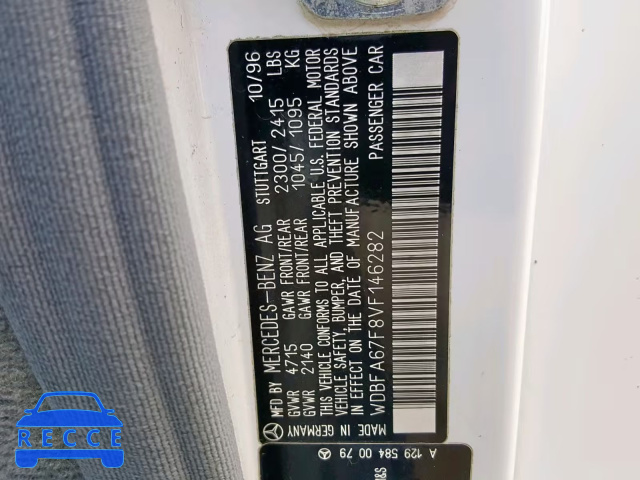 MFD BY MERCEDES-BENZ AG STUTTGART 10/96
GVWR 4715 GAWR FRONT/REAR 2300/2415 LBS
GVWR 2140 GAWR FRONT/REAR 1045/1095 KG
THIS VEHICLE CONFORMS TO ALL APPLICABLE U.S. FEDERAL MOTOR
VEHICLE SAFETY, BUMPER, AND THEFT PREVENTION STANDARDS
IN EFFECT ON THE DATE OF MANUFACTURE SHOWN ABOVE
WDBFA67F8VF146282 PASSENGER CAR
MADE IN GERMANY
A 129 584 00 79
RECCE